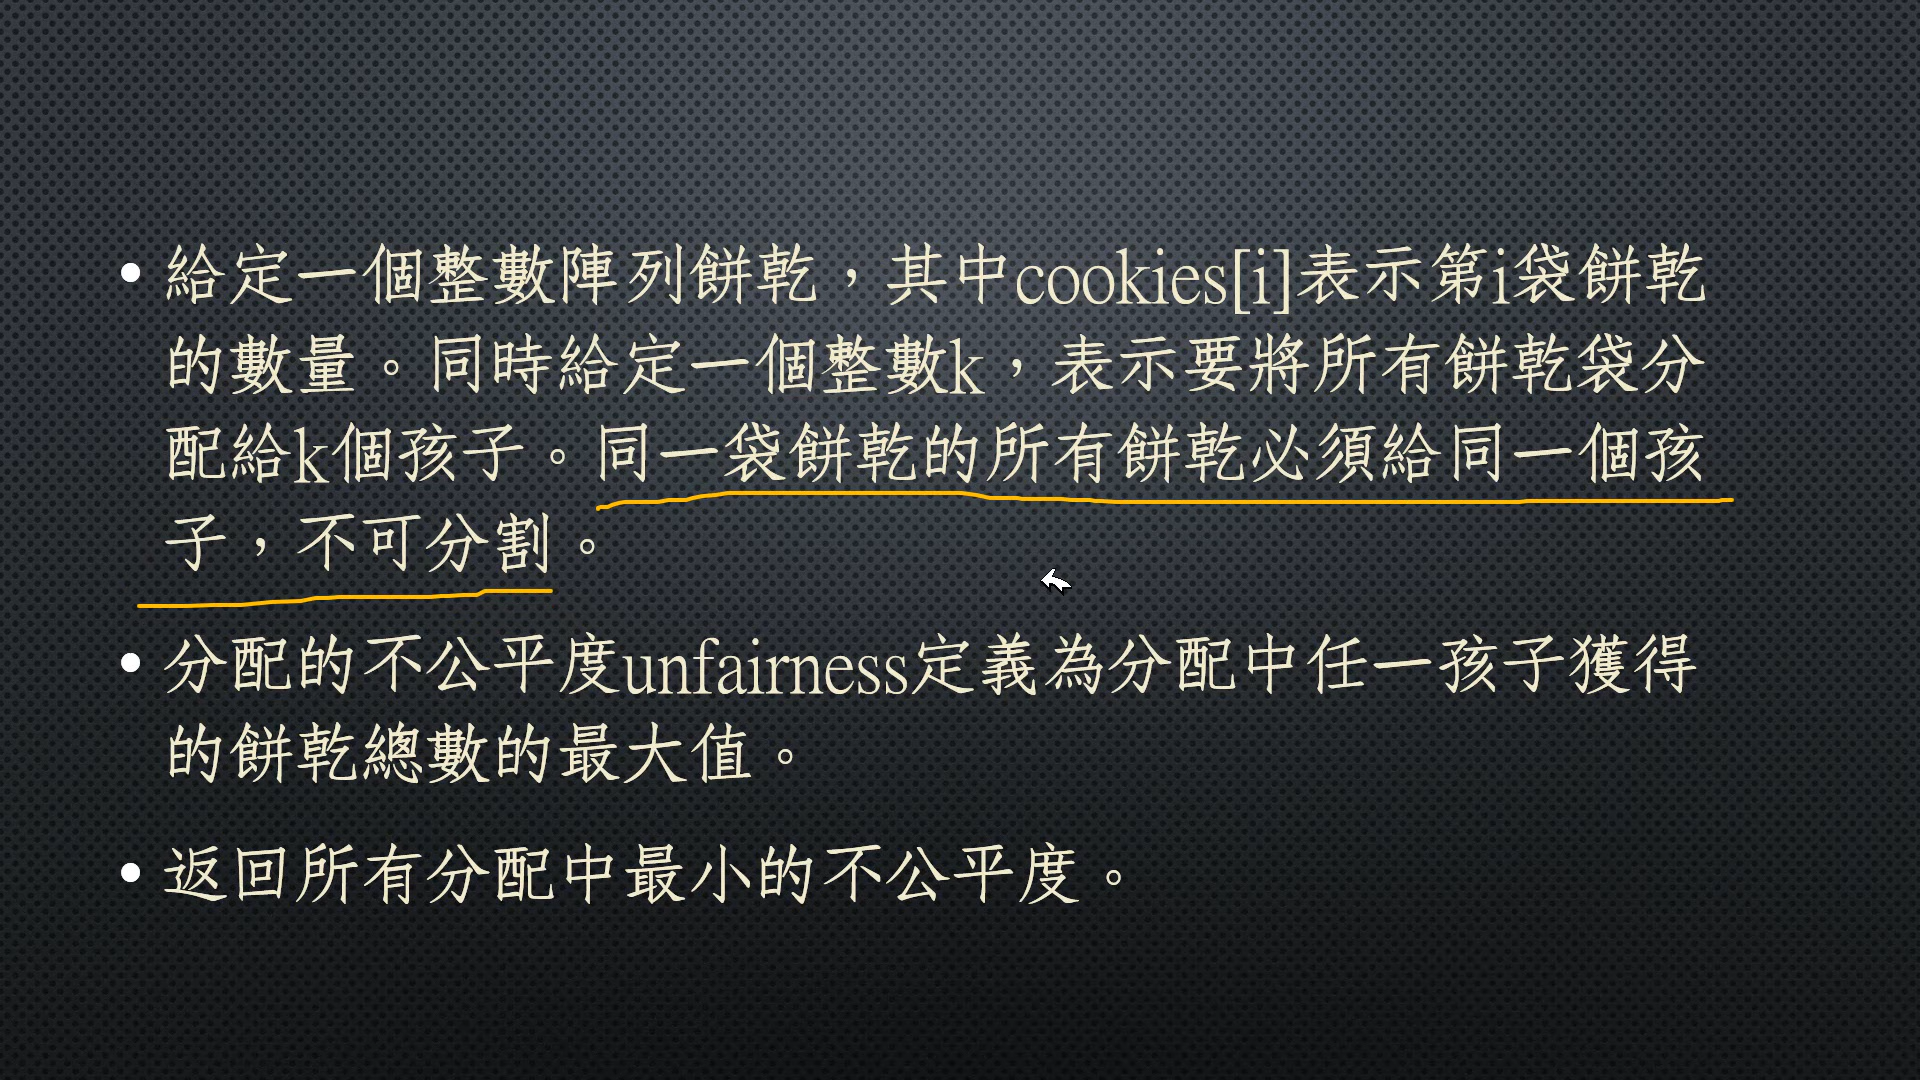 • 給定一個整數陣列餅乾，其中cookies[i]表示第i袋餅乾
的數量。同時給定一個整數k，表示要將所有餅乾袋分
配給k個孩子。同一袋餅乾的所有餅乾必須給同一個孩
子，不可分割。
• 分配的不公平度unfairness定義為分配中任一孩子獲得
的餅乾總數的最大值。
• 返回所有分配中最小的不公平度。